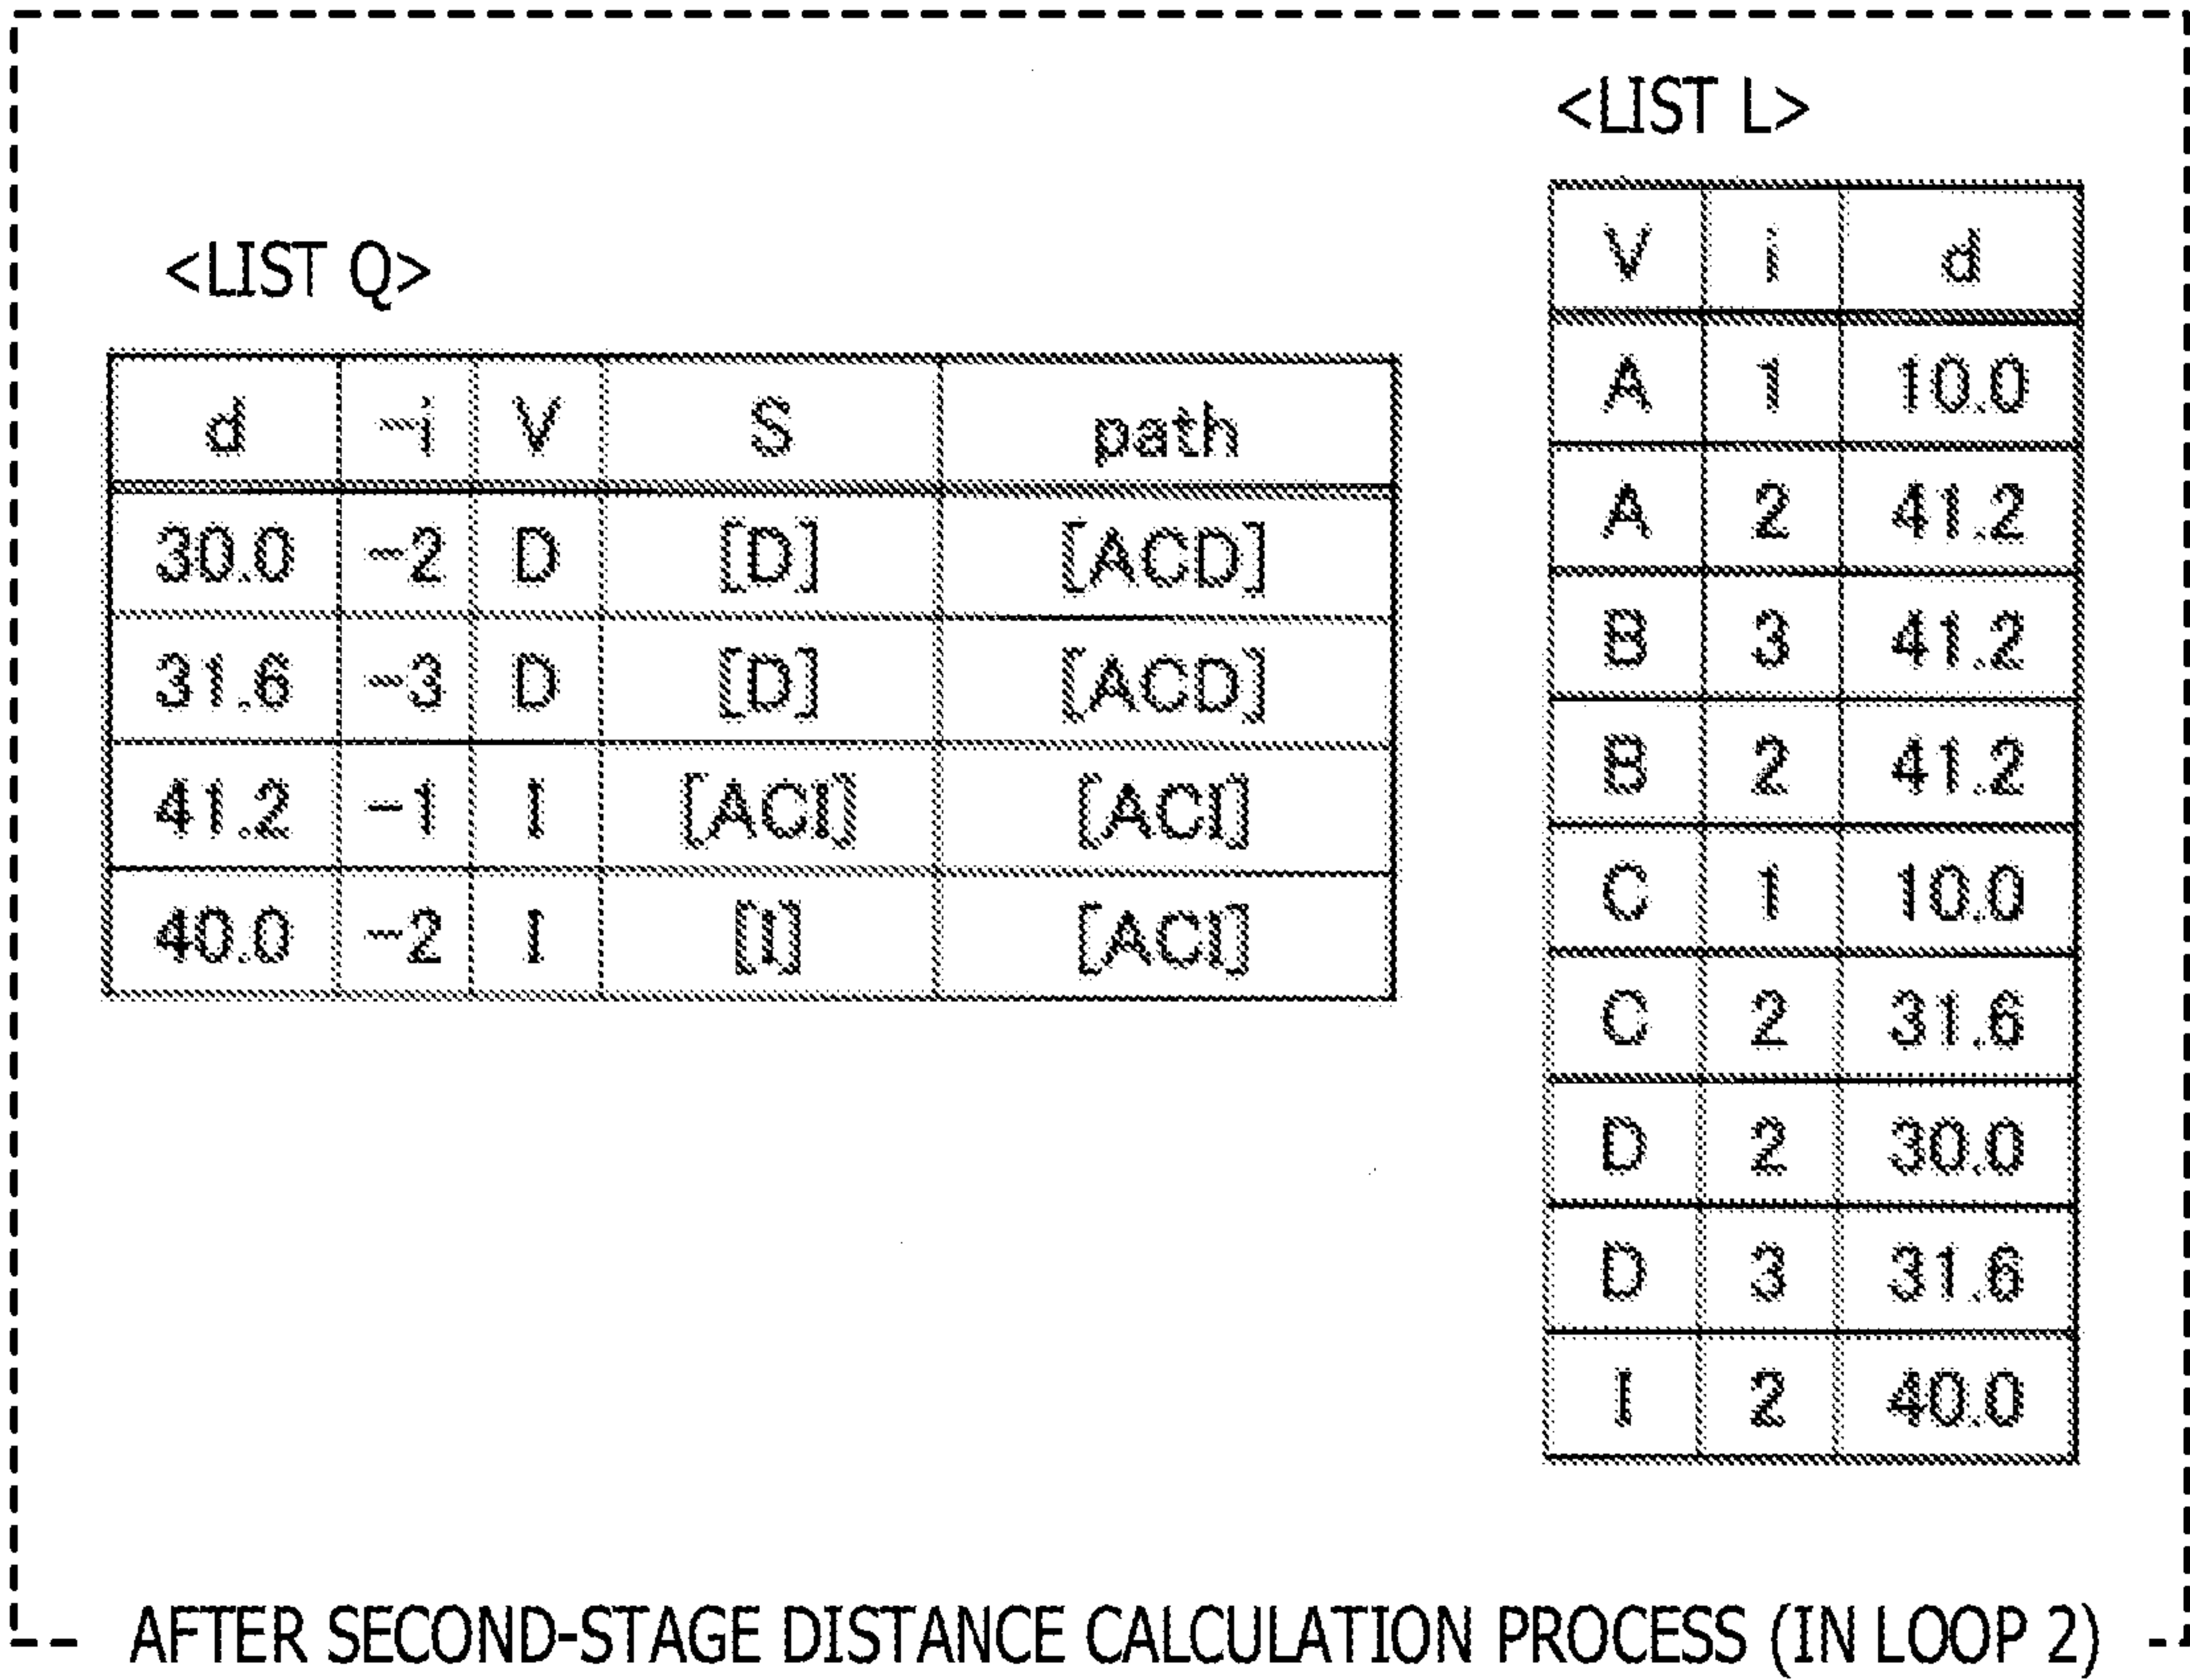 <LIST Q>
d -i V S path
30.0 -2 D [D] [ACD]
31.6 -3 D [D] [ACD]
41.2 -1 I [ACI] [ACI]
40.0 -2 I [I] [ACI]
<LIST L>
V i d
A 1 10.0
A 2 41.2
B 3 41.2
B 2 41.2
C 1 10.0
C 2 31.6
D 2 30.0
D 3 31.6
I 2 40.0
AFTER SECOND-STAGE DISTANCE CALCULATION PROCESS (IN LOOP 2)